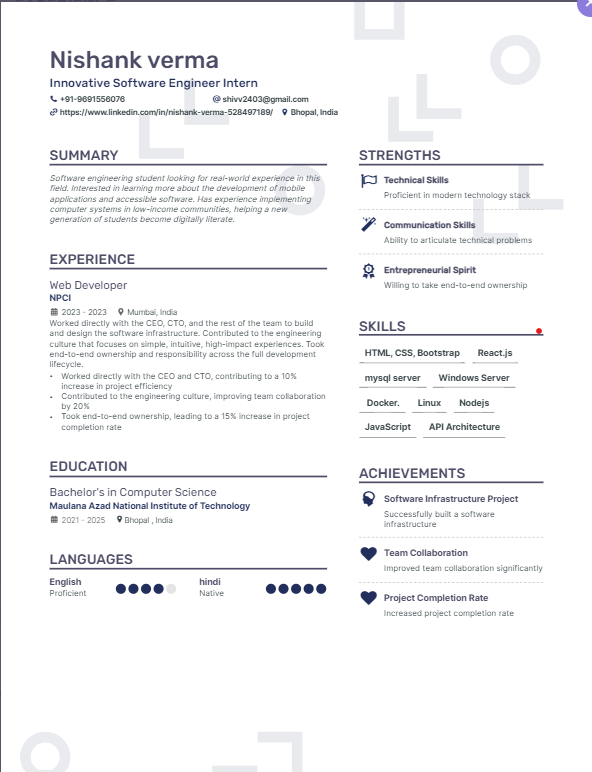 Nishank verma
Innovative Software Engineer Intern
+91-9691556076
@ shivv2403@gmail.com
https://www.linkedin.com/in/nishank-verma-528497189/
Bhopal, India
SUMMARY
Software engineering student looking for real-world experience in this
field. Interested in learning more about the development of mobile
applications and accessible software. Has experience implementing
computer systems in low-income communities, helping a new
generation of students become digitally literate.
EXPERIENCE
Web Developer
NPCI
2023 - 2023
Mumbai, India
Worked directly with the CEO, CTO, and the rest of the team to build
and design the software infrastructure. Contributed to the engineering
culture that focuses on simple, intuitive, high-impact experiences. Took
end-to-end ownership and responsibility across the full development
lifecycle.
• Worked directly with the CEO and CTO, contributing to a 10%
increase in project efficiency
• Contributed to the engineering culture, improving team collaboration
by 20%
• Took end-to-end ownership, leading to a 15% increase in project
completion rate
EDUCATION
Bachelor's in Computer Science
Maulana Azad National Institute of Technology
2021 - 2025
Bhopal , India
LANGUAGES
English
Proficient
hindi
Native
STRENGTHS
Technical Skills
Proficient in modern technology stack
Communication Skills
Ability to articulate technical problems
Entrepreneurial Spirit
Willing to take end-to-end ownership
SKILLS
HTML, CSS, Bootstrap
React.js
mysql server
Windows Server
Docker.
Linux
Nodejs
JavaScript
API Architecture
ACHIEVEMENTS
Software Infrastructure Project
Successfully built a software
infrastructure
Team Collaboration
Improved team collaboration significantly
Project Completion Rate
Increased project completion rate